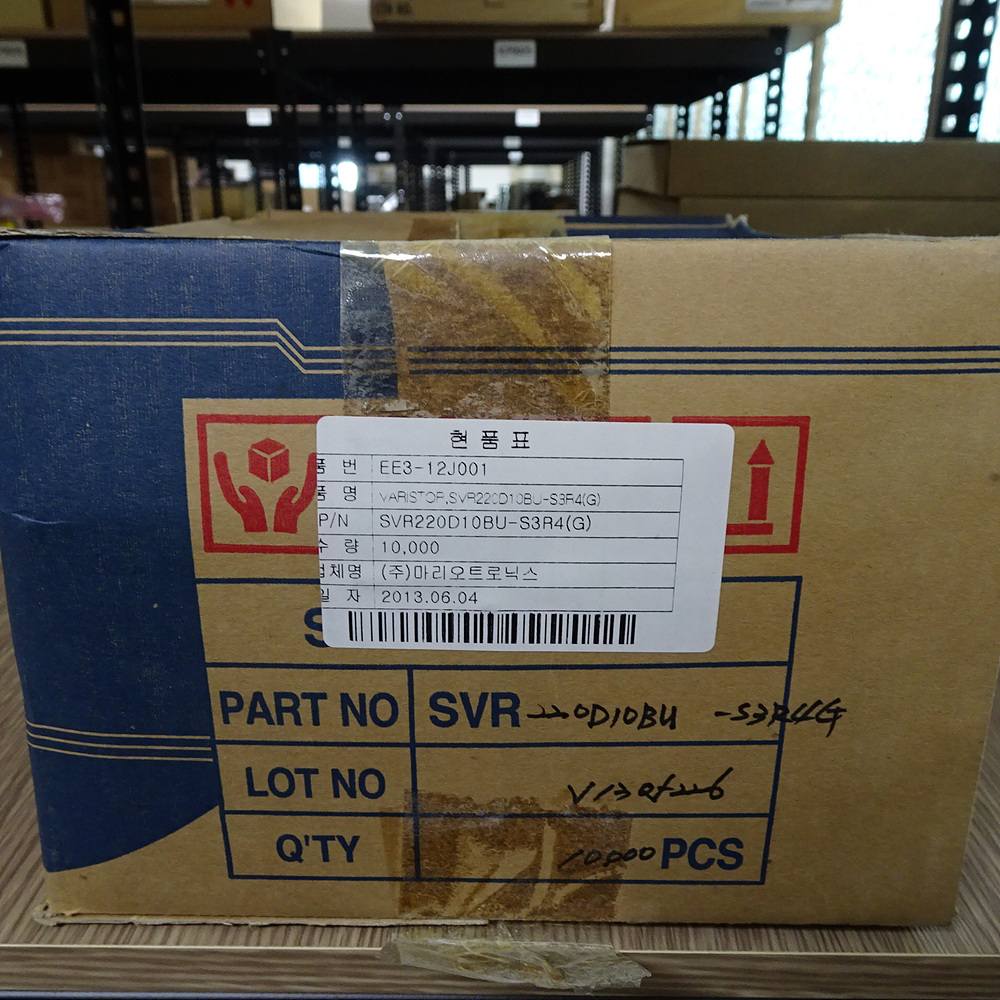 현 품 표
품 번 EE3-12J001
품 명 VARISTOR,SVR220D10BU-S3R4(G)
P/N SVR220D10BU-S3R4(G)
수 량 10,000
업체명 (주)마리오트로닉스
일 자 2013.06.04
S
PART NO SVR 220D10BU -S3R4G
LOT NO
Q'TY 10000 PCS